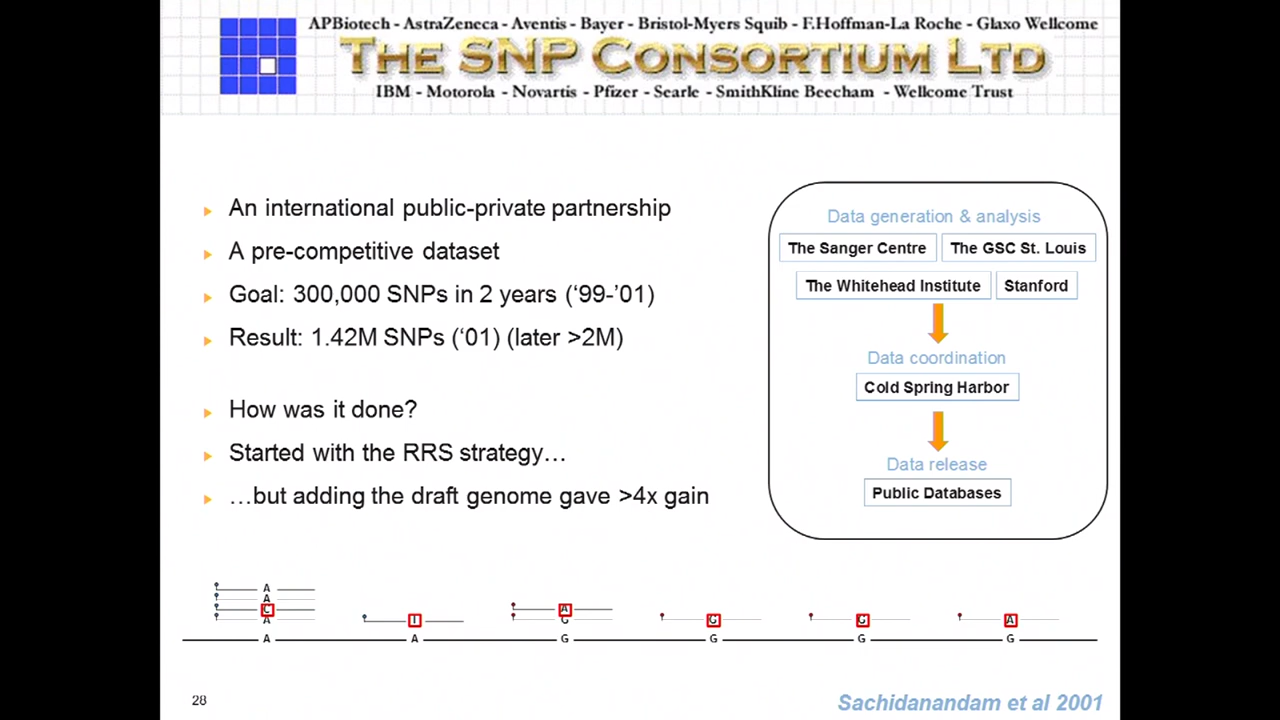 APBiotech - AstraZeneca - Aventis - Bayer - Bristol-Myers Squib - F.Hoffman-La Roche - Glaxo Wellcome
THE SNP CONSORTIUM LTD
IBM - Motorola - Novartis - Pfizer - Searle - SmithKline Beecham - Wellcome Trust
An international public-private partnership
A pre-competitive dataset
Goal: 300,000 SNPs in 2 years (‘99-’01)
Result: 1.42M SNPs (‘01) (later >2M)
How was it done?
Started with the RRS strategy…
…but adding the draft genome gave >4x gain
Data generation & analysis
The Sanger Centre The GSC St. Louis
The Whitehead Institute Stanford
Data coordination
Cold Spring Harbor
Data release
Public Databases
A
A
C A
A T G G G A
A A G G G G
28
Sachidanandam et al 2001